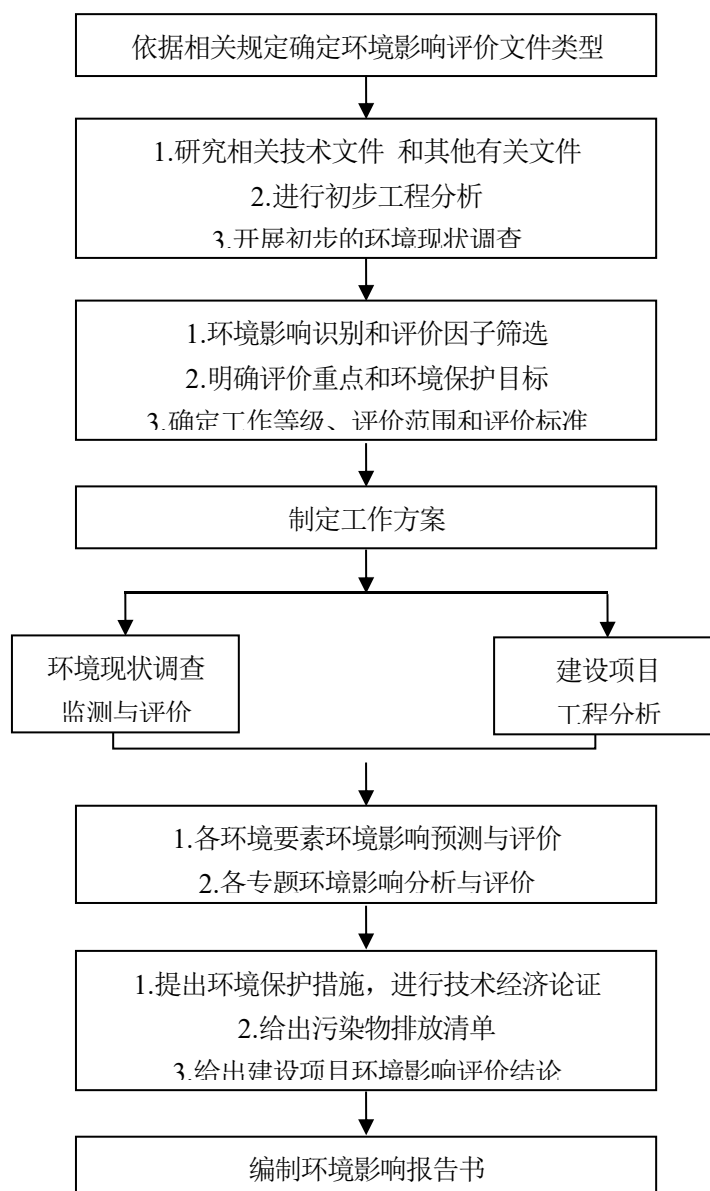 依据相关规定确定环境影响评价文件类型
1.研究相关技术文件 和其他有关文件
2.进行初步工程分析
3.开展初步的环境现状调查
1.环境影响识别和评价因子筛选
2.明确评价重点和环境保护目标
3.确定工作等级、评价范围和评价标准
制定工作方案
环境现状调查
监测与评价
建设项目
工程分析
1.各环境要素环境影响预测与评价
2.各专题环境影响分析与评价
1.提出环境保护措施，进行技术经济论证
2.给出污染物排放清单
3.给出建设项目环境影响评价结论
编制环境影响报告书